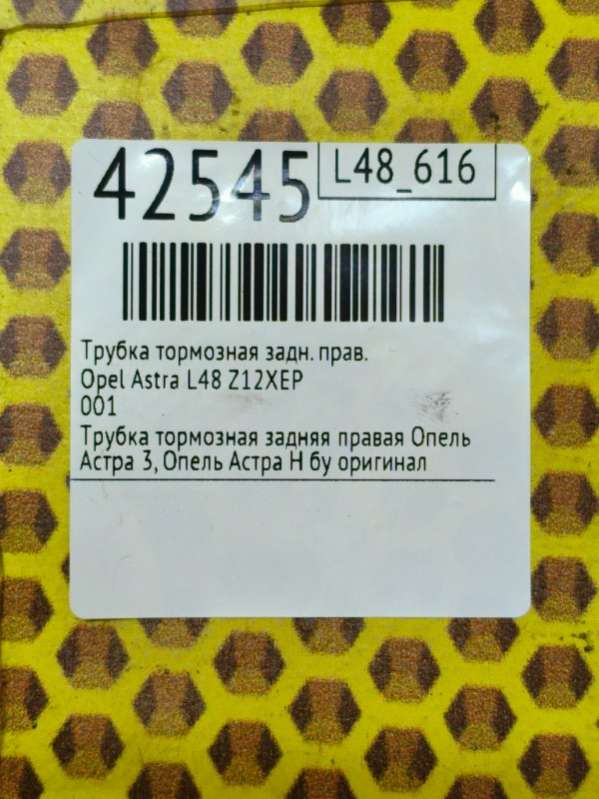 42545
L48_616
Трубка тормозная задн. прав.
Opel Astra L48 Z12XEP
001
Трубка тормозная задняя правая Опель
Астра 3, Опель Астра H бу оригинал